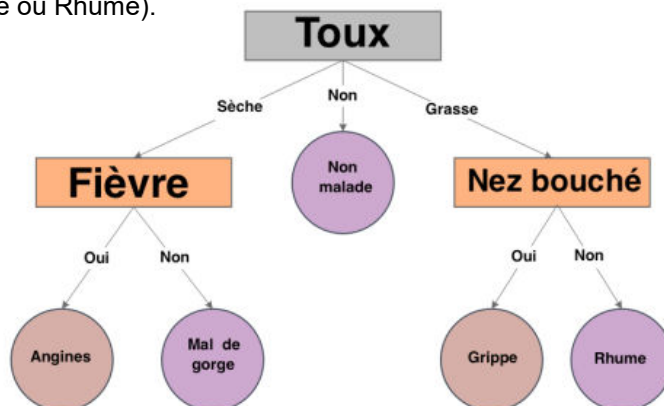 e ou Rhume).
Toux
Sèche
Non
Grasse
Fièvre
Non
malade
Nez bouché
Oui
Non
Oui
Non
Angines
Mal de
gorge
Grippe
Rhume